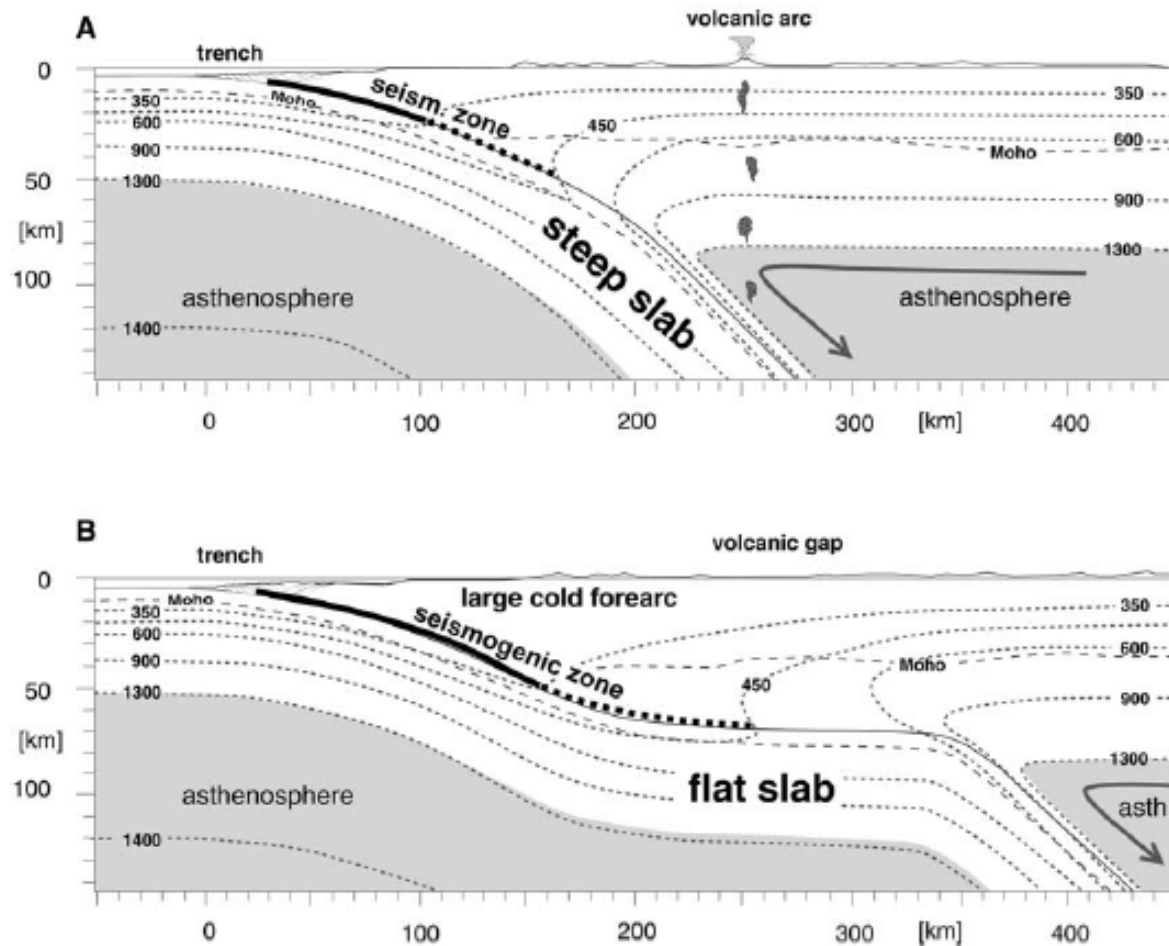 A
volcanic arc
trench
0
Moho
350
seism. zone
350
600
450
600
Moho
900
50
1300
900
[km]
steep slab
1300
100
asthenosphere
asthenosphere
1400
0
100
200
300
[km]
400
B
trench
volcanic gap
0
large cold forearc
Moho
350
350
seismogenic zone
600
600
Moho
900
450
50
1300
900
[km]
1300
flat slab
100
asthenosphere
asth
1400
0
100
200
300
[km]
400